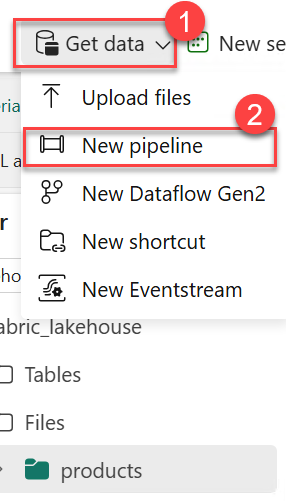 1
Get data
New se
Upload files
2
New pipeline
New Dataflow Gen2
New shortcut
New Eventstream
abric_lakehouse
Tables
Files
products